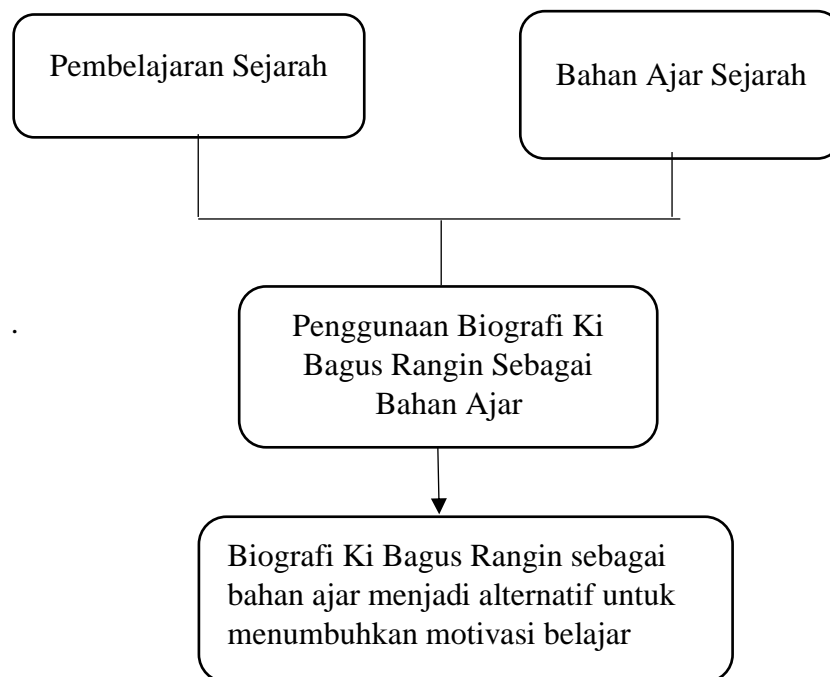 Pembelajaran Sejarah
Bahan Ajar Sejarah
.
Penggunaan Biografi Ki
Bagus Rangin Sebagai
Bahan Ajar
Biografi Ki Bagus Rangin sebagai
bahan ajar menjadi alternatif untuk
menumbuhkan motivasi belajar